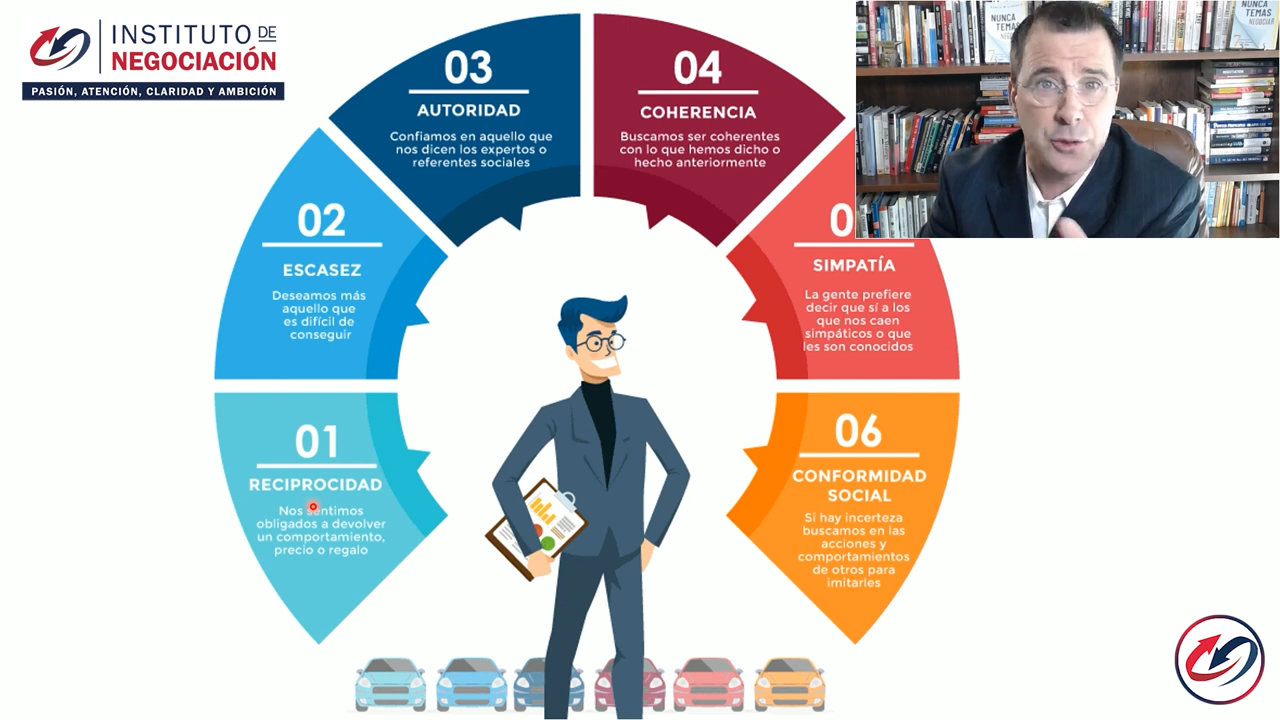 INSTITUTO DE
NEGOCIACIÓN
PASIÓN, ATENCIÓN, CLARIDAD Y AMBICIÓN
01
RECIPROCIDAD
Nos sentimos
obligados a devolver
un comportamiento,
precio o regalo
02
ESCASEZ
Deseamos más
aquello que
es difícil de
conseguir
03
AUTORIDAD
Confiamos en aquello que
nos dicen los expertos o
referentes sociales
04
COHERENCIA
Buscamos ser coherentes
con lo que hemos dicho o
hecho anteriormente
0
SIMPATÍA
La gente prefiere
decir que sí a los
que nos caen
simpáticos o que
les son conocidos
06
CONFORMIDAD
SOCIAL
Si hay incerteza
buscamos en las
acciones y
comportamientos
de otros para
imitarles
NUNCA
TEMAS
NUNCA
TEMAS
NEGOCIAR